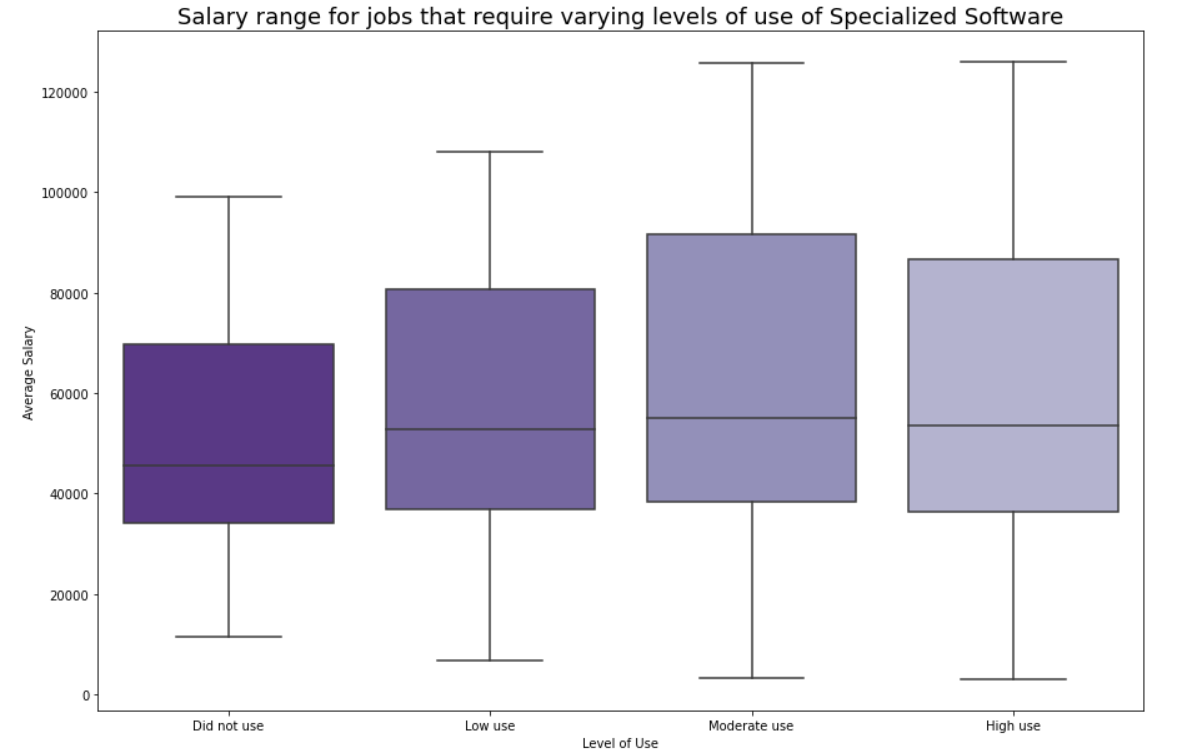 Salary range for jobs that require varying levels of use of Specialized Software
120000
100000
80000
60000
40000
20000
0
Average Salary
Did not use Low use Moderate use High use
Level of Use